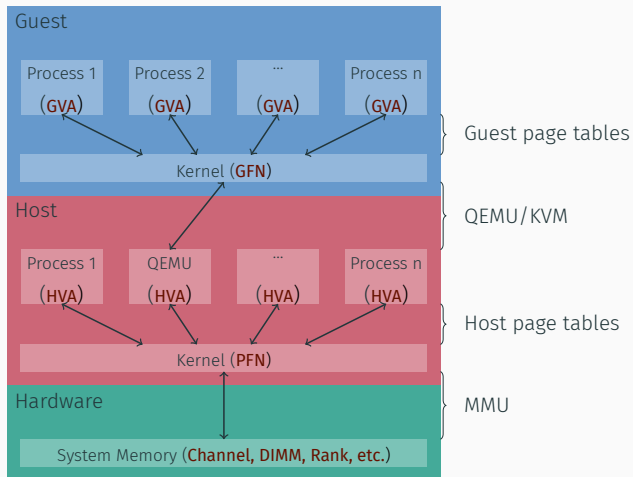 Guest
Process 1
Process 2
...
Process n
(GVA)
(GVA)
(GVA)
(GVA)
Guest page tables
Kernel (GFN)
Host
QEMU/KVM
Process 1
QEMU
...
Process n
(HVA)
(HVA)
(HVA)
(HVA)
Host page tables
Kernel (PFN)
Hardware
MMU
System Memory (Channel, DIMM, Rank, etc.)